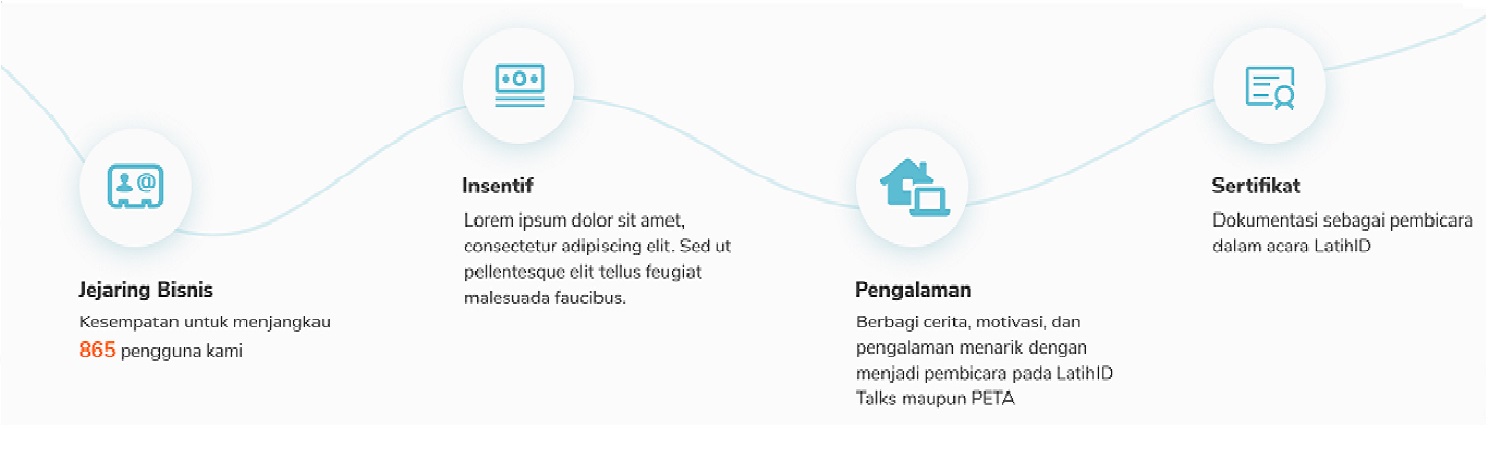 Jejaring Bisnis
Kesempatan untuk menjangkau
865 pengguna kami
Insentif
Lorem ipsum dolor sit amet,
consectetur adipiscing elit. Sed ut
pellentesque elit tellus feugiat
malesuada faucibus.
Pengalaman
Berbagi cerita, motivasi, dan
pengalaman menarik dengan
menjadi pembicara pada LatihID
Talks maupun PETA
Sertifikat
Dokumentasi sebagai pembicara
dalam acara LatihID